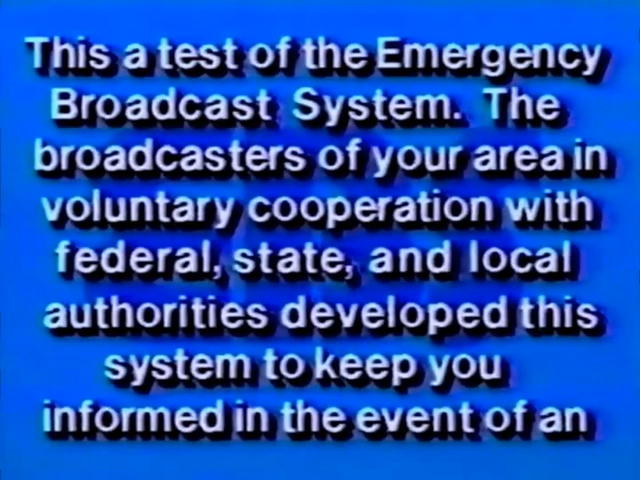 This a test of the Emergency
Broadcast System. The
broadcasters of your area in
voluntary cooperation with
federal, state, and local
authorities developed this
system to keep you
informed in the event of an